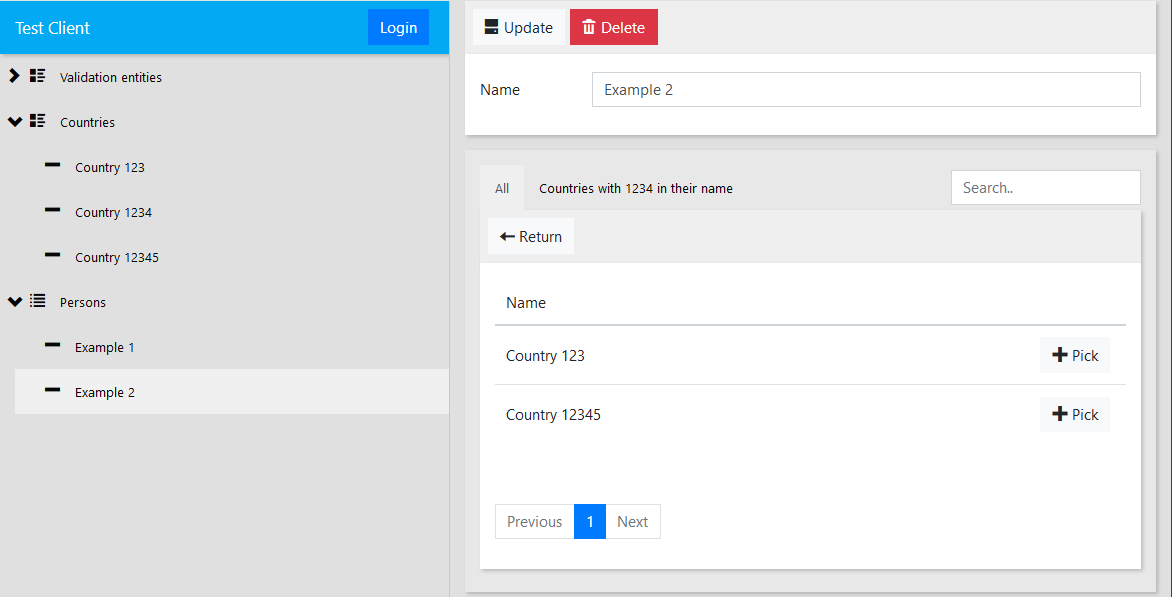 Test Client
Login
Validation entities
Countries
Country 123
Country 1234
Country 12345
Persons
Example 1
Example 2
Update
Delete
Name
Example 2
All
Countries with 1234 in their name
Search..
Return
Name
Country 123
Pick
Country 12345
Pick
Previous
1
Next